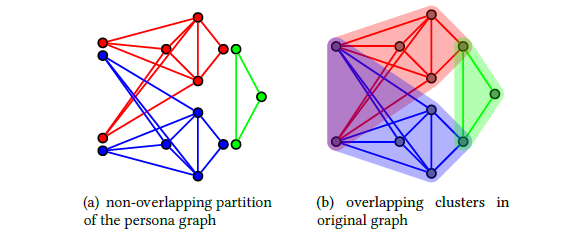 (a) non-overlapping partition
of the persona graph
(b) overlapping clusters in
original graph